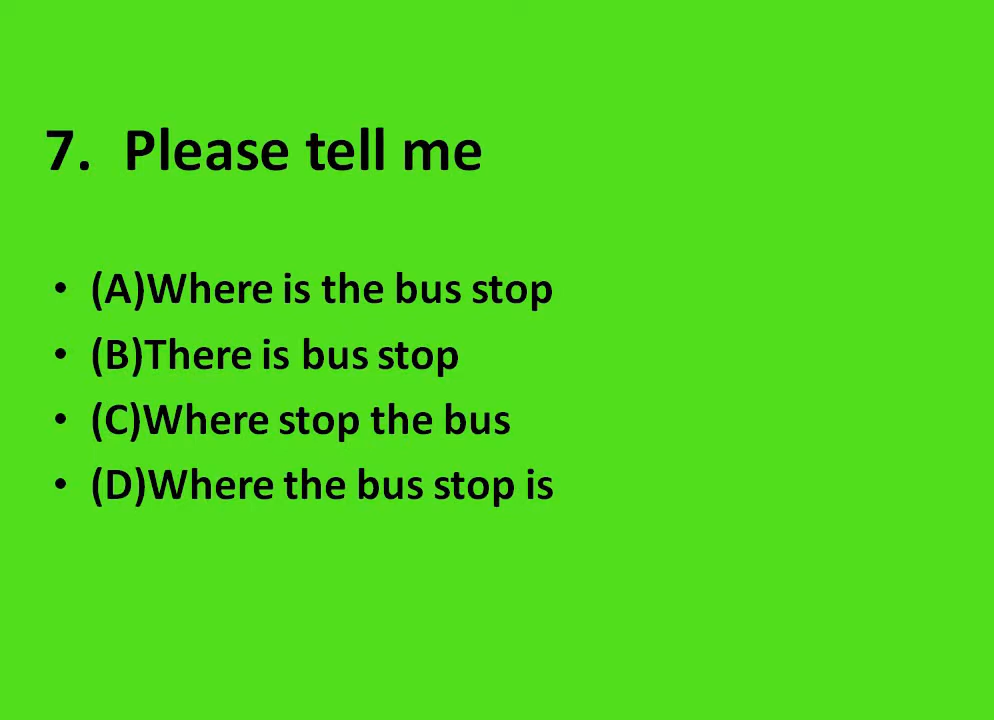 7. Please tell me
• (A)Where is the bus stop
• (B)There is bus stop
• (C)Where stop the bus
• (D)Where the bus stop is